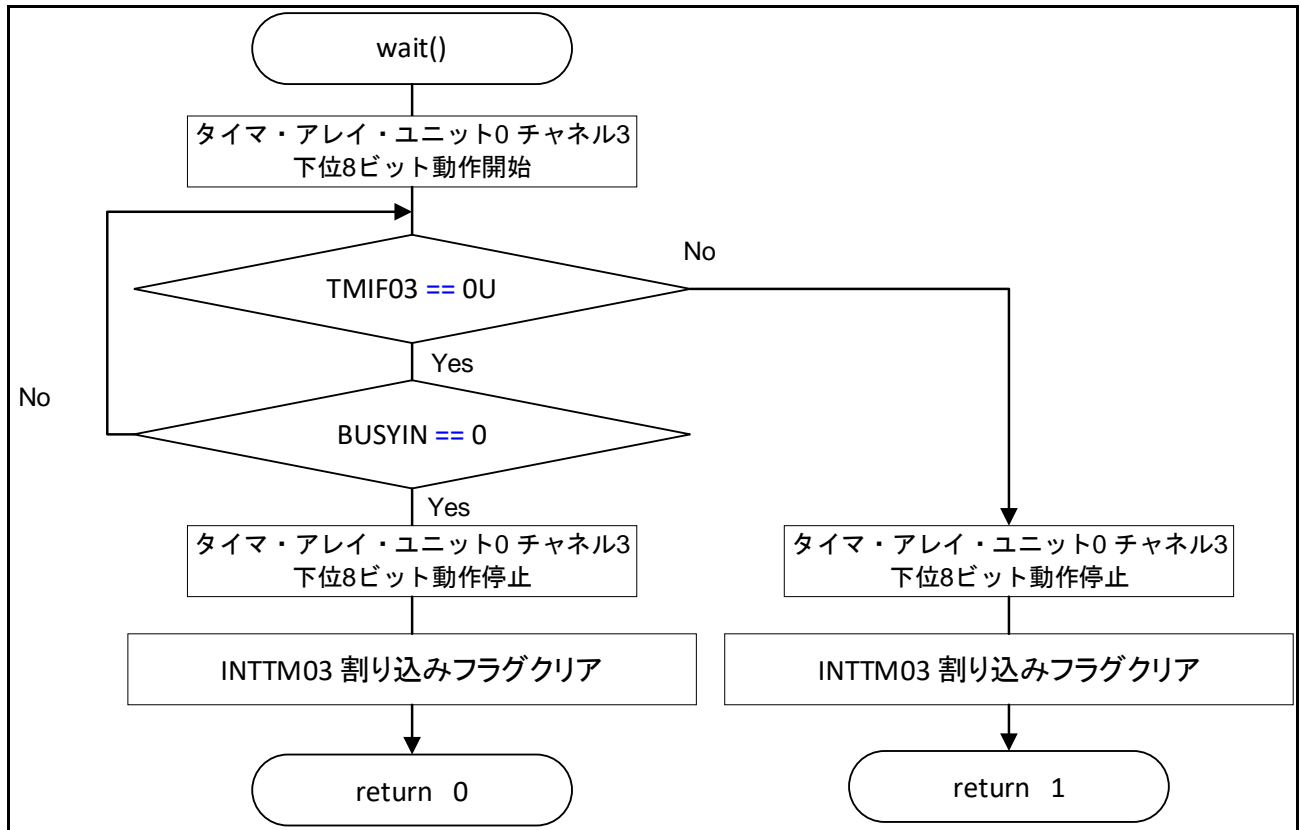 wait()
タイマ・アレイ・ユニット0 チャネル3
下位8ビット動作開始
No
TMIF03 == 0U
Yes
No
BUSYIN == 0
Yes
タイマ・アレイ・ユニット0 チャネル3
下位8ビット動作停止
タイマ・アレイ・ユニット0 チャネル3
下位8ビット動作停止
INTTM03 割り込みフラグクリア
INTTM03 割り込みフラグクリア
return 0
return 1